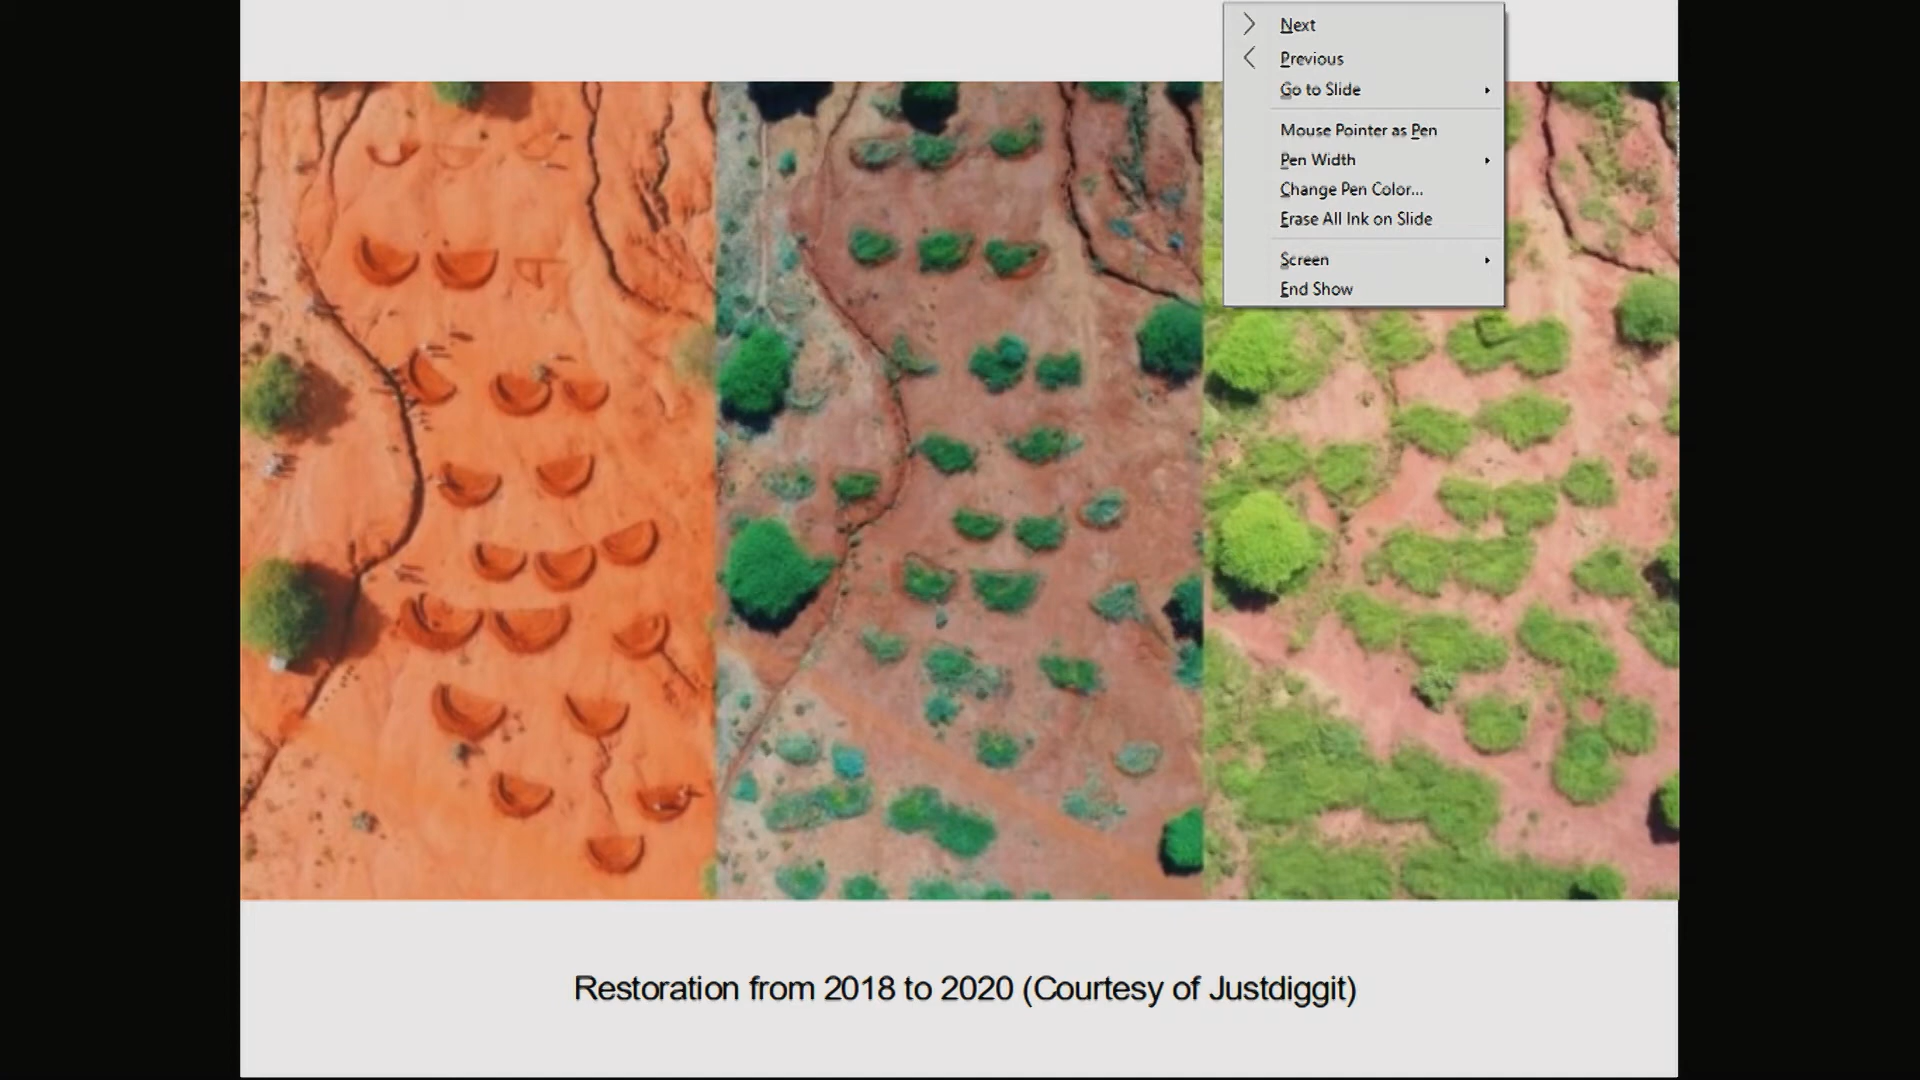 Next
Previous
Go to Slide
Mouse Pointer as Pen
Pen Width
Change Pen Color...
Erase All Ink on Slide
Screen
End Show
Restoration from 2018 to 2020 (Courtesy of Justdiggit)